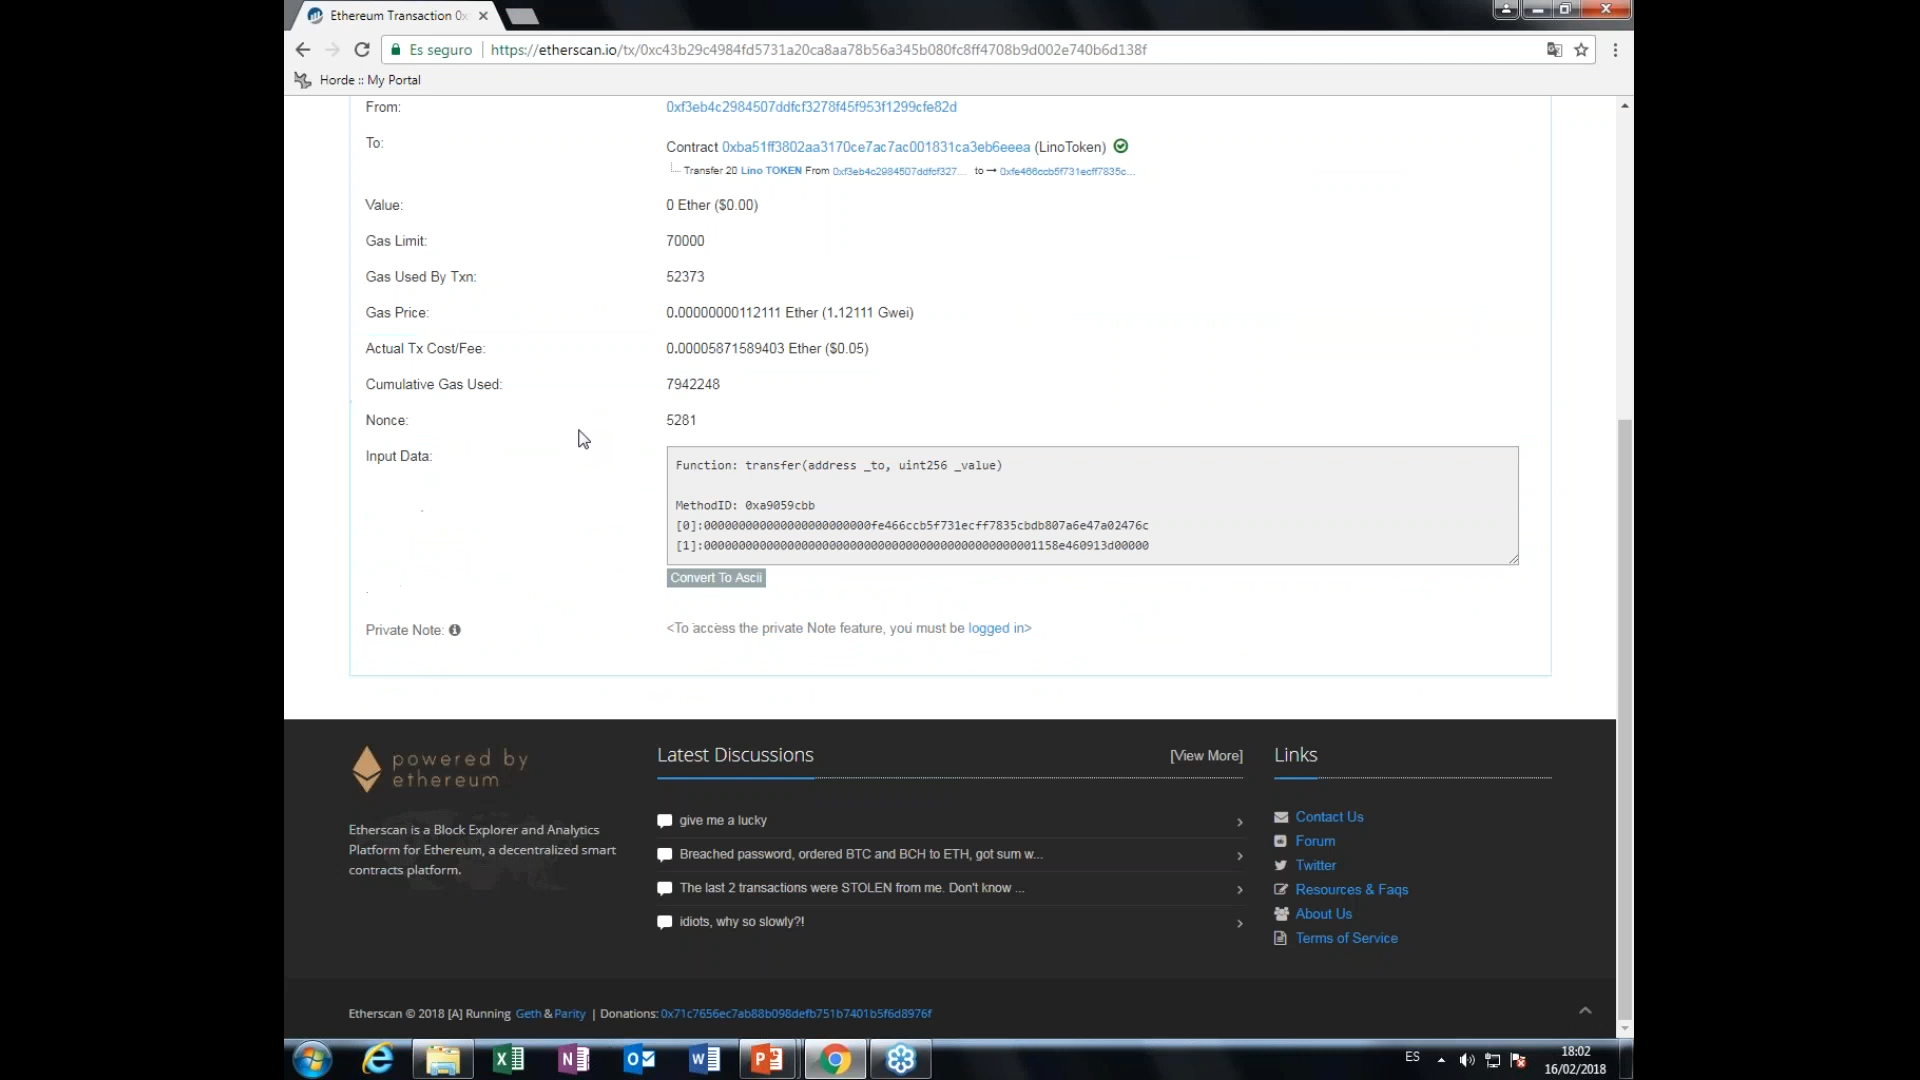 Ethereum Transaction 0x
Es seguro
https://etherscan.io/tx/0xc43b29c4984fd5731a20ca8aa78b56a345b080fc8ff4708b9d002e740b6d138f
Horde :: My Portal
From: 0xf3eb4c2984507ddfcf3278f45f953f1299cfe82d
To: Contract 0xba51ff3802aa3170ce7ac7ac001831ca3eb6eeea (LinoToken)
Transfer 20 Lino TOKEN From 0xf3eb4c2984507ddfcf327... to → 0xfe466ccb5f731ecff7835c...
Value: 0 Ether ($0.00)
Gas Limit: 70000
Gas Used By Txn: 52373
Gas Price: 0.00000000112111 Ether (1.12111 Gwei)
Actual Tx Cost/Fee: 0.00005871589403 Ether ($0.05)
Cumulative Gas Used: 7942248
Nonce: 5281
Input Data:
Function: transfer(address _to, uint256 _value)
MethodID: 0xa9059cbb
[0]:000000000000000000000000fe466ccb5f731ecff7835cbdb807a6e47a02476c
[1]:000000000000000000000000000000000000000000000001158e460913d00000
Convert To Ascii
Private Note: <To access the private Note feature, you must be logged in>
powered by
ethereum
Etherscan is a Block Explorer and Analytics
Platform for Ethereum, a decentralized smart
contracts platform.
Latest Discussions [View More]
give me a lucky
Breached password, ordered BTC and BCH to ETH, got sum w...
The last 2 transactions were STOLEN from me. Don't know ...
idiots, why so slowly?!
Links
Contact Us
Forum
Twitter
Resources & Faqs
About Us
Terms of Service
Etherscan © 2018 [A] Running Geth & Parity | Donations: 0x71c7656ec7ab88b098defb751b7401b5f6d8976f
ES
18:02
16/02/2018